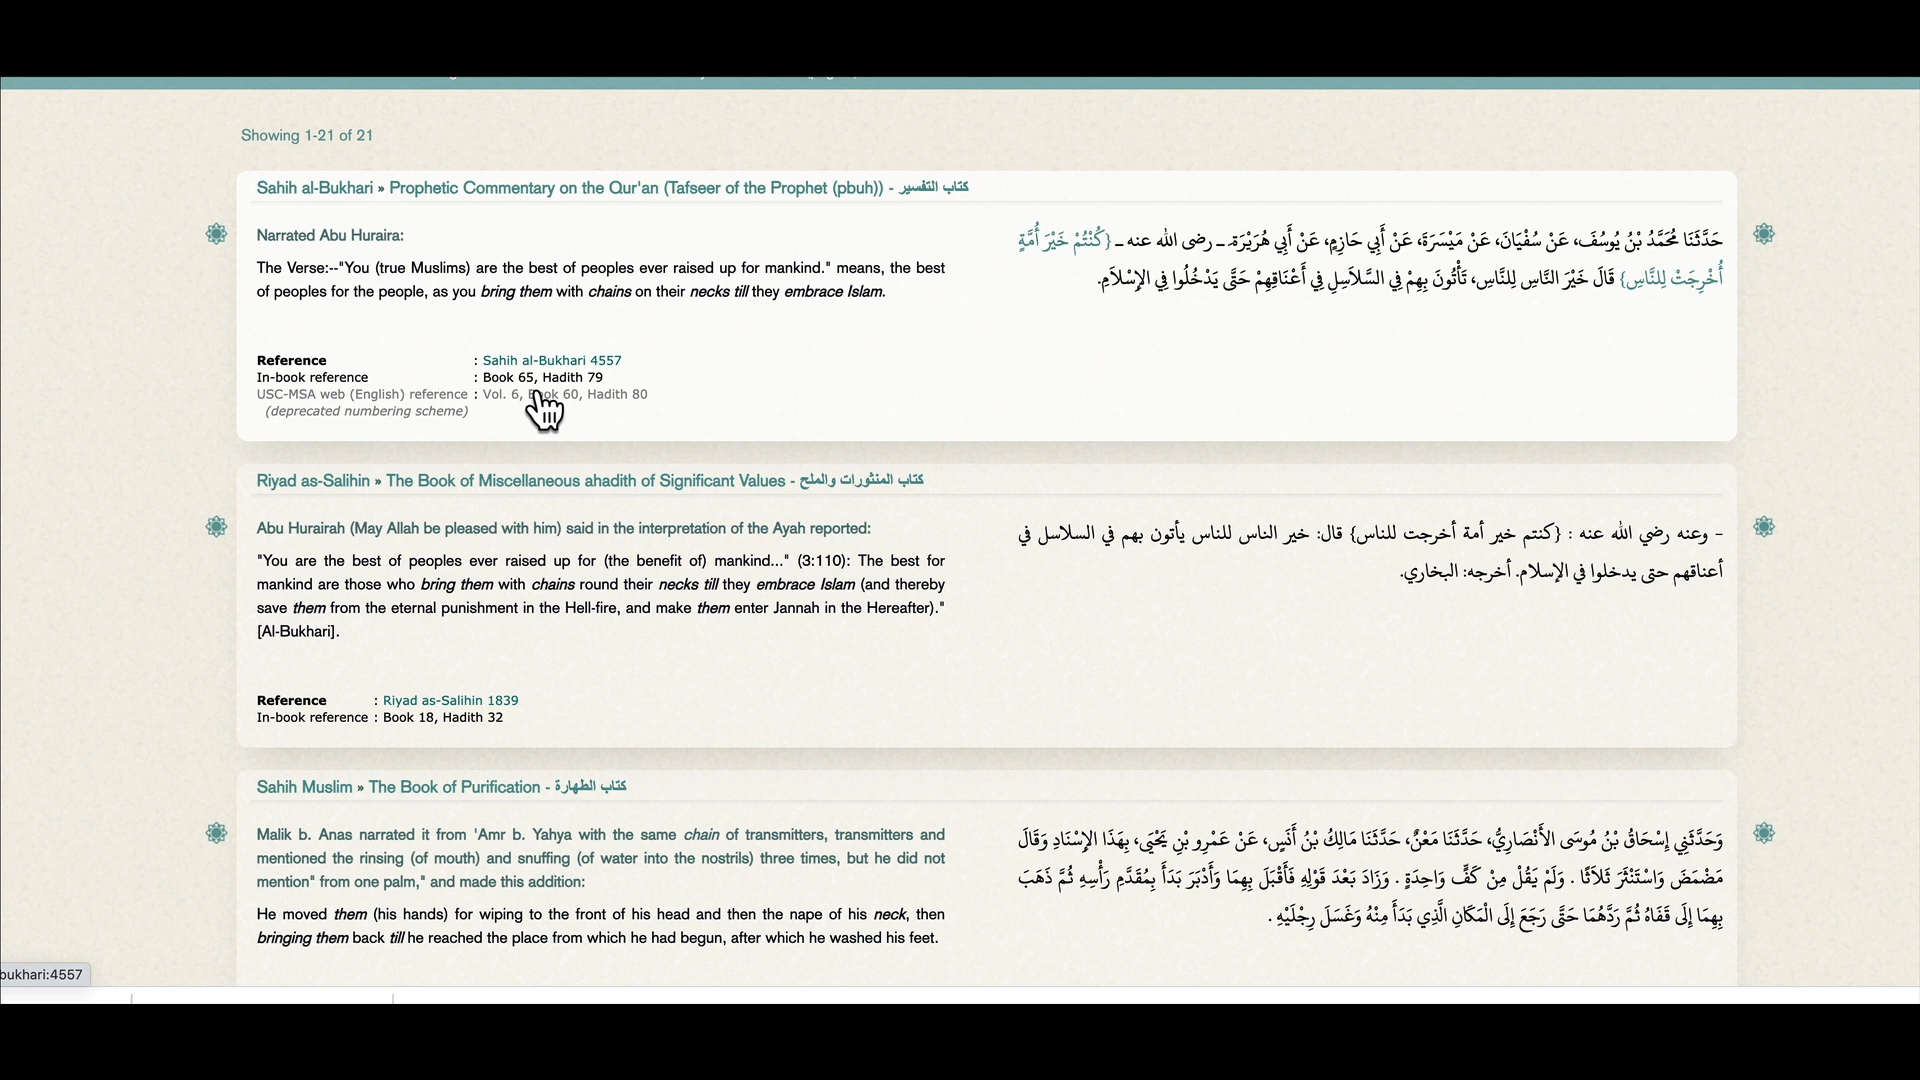 Showing 1-21 of 21
Sahih al-Bukhari » Prophetic Commentary on the Qur'an (Tafseer of the Prophet (pbuh)) - كتاب التفسير
Narrated Abu Huraira:
The Verse:--"You (true Muslims) are the best of peoples ever raised up for mankind." means, the best
of peoples for the people, as you bring them with chains on their necks till they embrace Islam.
حَدَّثَنَا مُحَمَّدُ بْنُ يُوسُفَ، عَنْ سُفْيَانَ، عَنْ مَيْسَرَةَ، عَنْ أَبِي حَازِمٍ، عَنْ أَبِي هُرَيْرَةَ ـ رضى الله عنه ـ ‏{‏كُنْتُمْ خَيْرَ أُمَّةٍ
أُخْرِجَتْ لِلنَّاسِ‏}‏ قَالَ خَيْرَ النَّاسِ لِلنَّاسِ، تَأْتُونَ بِهِمْ فِي السَّلاَسِلِ فِي أَعْنَاقِهِمْ حَتَّى يَدْخُلُوا فِي الإِسْلاَمِ‏.‏
Reference : Sahih al-Bukhari 4557
In-book reference : Book 65, Hadith 79
USC-MSA web (English) reference : Vol. 6, Book 60, Hadith 80
(deprecated numbering scheme)
Riyad as-Salihin » The Book of Miscellaneous ahadith of Significant Values - كتاب المنثورات والملح
Abu Hurairah (May Allah be pleased with him) said in the interpretation of the Ayah reported:
"You are the best of peoples ever raised up for (the benefit of) mankind..." (3:110): The best for
mankind are those who bring them with chains round their necks till they embrace Islam (and thereby
save them from the eternal punishment in the Hell-fire, and make them enter Jannah in the Hereafter)."
[Al-Bukhari].
- وعنه رضي الله عنه : {كنتم خير أمة أخرجت للناس} قال: خير الناس للناس يأتون بهم في السلاسل في
أعناقهم حتى يدخلوا في الإسلام. أخرجه: البخاري.
Reference : Riyad as-Salihin 1839
In-book reference : Book 18, Hadith 32
Sahih Muslim » The Book of Purification - كتاب الطهارة
Malik b. Anas narrated it from 'Amr b. Yahya with the same chain of transmitters, transmitters and
mentioned the rinsing (of mouth) and snuffing (of water into the nostrils) three times, but he did not
mention" from one palm," and made this addition:
He moved them (his hands) for wiping to the front of his head and then the nape of his neck, then
bringing them back till he reached the place from which he had begun, after which he washed his feet.
وَحَدَّثَنِي إِسْحَاقُ بْنُ مُوسَى الأَنْصَارِيُّ، حَدَّثَنَا مَعْنٌ، حَدَّثَنَا مَالِكُ بْنُ أَنَسٍ، عَنْ عَمْرِو بْنِ يَحْيَى، بِهَذَا الإِسْنَادِ وَقَالَ
مَضْمَضَ وَاسْتَنْثَرَ ثَلاَثًا . وَلَمْ يَقُلْ مِنْ كَفٍّ وَاحِدَةٍ . وَزَادَ بَعْدَ قَوْلِهِ فَأَقْبَلَ بِهِمَا وَأَدْبَرَ بَدَأَ بِمُقَدَّمِ رَأْسِهِ ثُمَّ ذَهَبَ
بِهِمَا إِلَى قَفَاهُ ثُمَّ رَدَّهُمَا حَتَّى رَجَعَ إِلَى الْمَكَانِ الَّذِي بَدَأَ مِنْهُ وَغَسَلَ رِجْلَيْهِ .
bukhari:4557